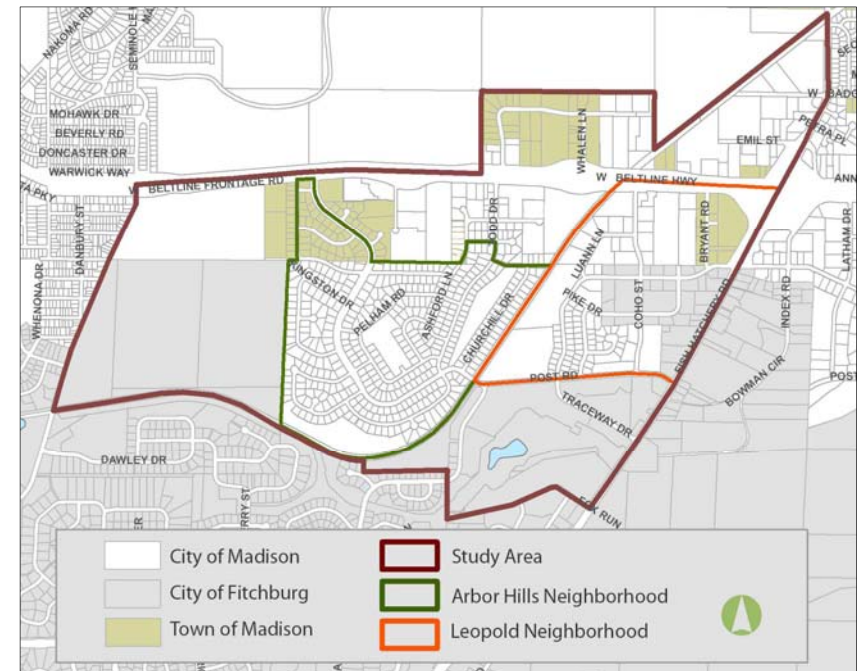 NAKOMA RD
SEMINOLE
MOHAWK DR
BEVERLY RD
DONCASTER DR
WARWICK WAY
W BELTLINE FRONTAGE RD
WHALEN LN
EMIL ST
PETRA PL
W BELTLINE HWY
DANBURY ST
WHENONA DR
TODD DR
LUANN LN
BRYANT RD
LATHAM DR
KINGSTON DR
PELHAM RD
ASHFORD LN
CHURCHILL DR
PIKE DR
COHO ST
FISH HATCHERY RD
INDEX RD
POST RD
BOWMAN CIR
POST
TRACEWAY DR
DAWLEY DR
FOX RUN
City of Madison
City of Fitchburg
Town of Madison
Study Area
Arbor Hills Neighborhood
Leopold Neighborhood